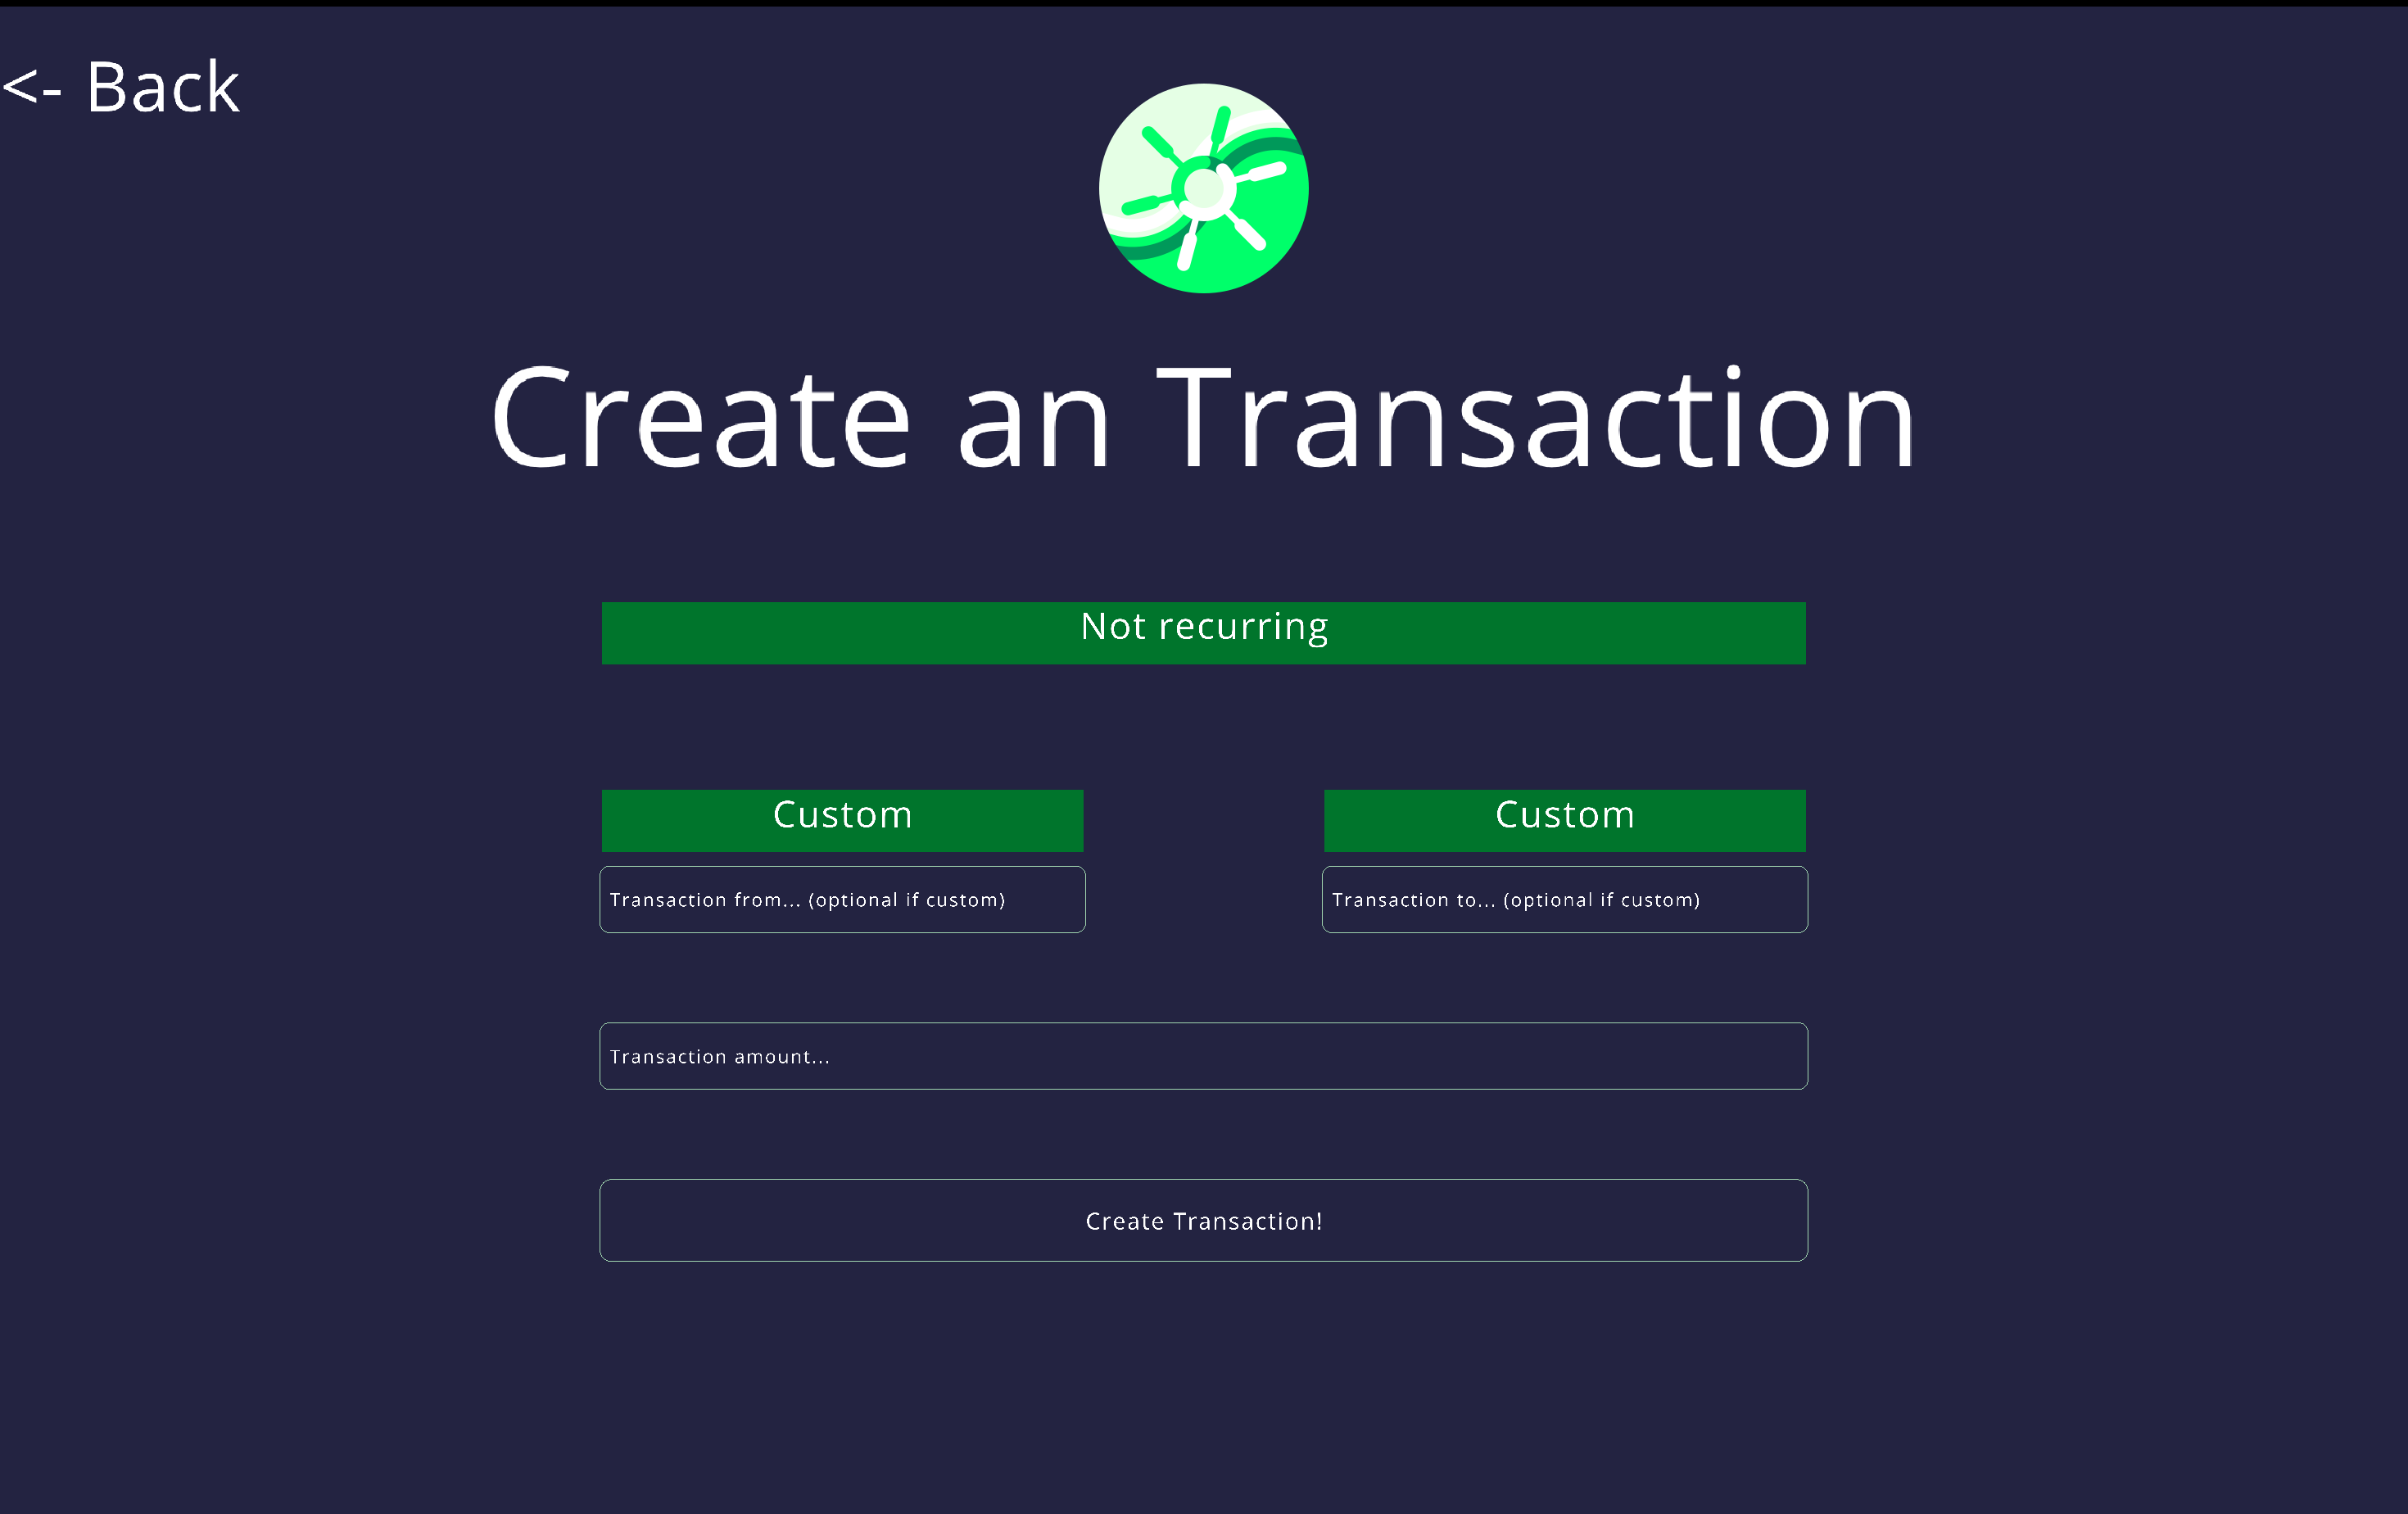 <- Back
Create an Transaction
Not recurring
Custom
Custom
Transaction from... (optional if custom)
Transaction to... (optional if custom)
Transaction amount...
Create Transaction!